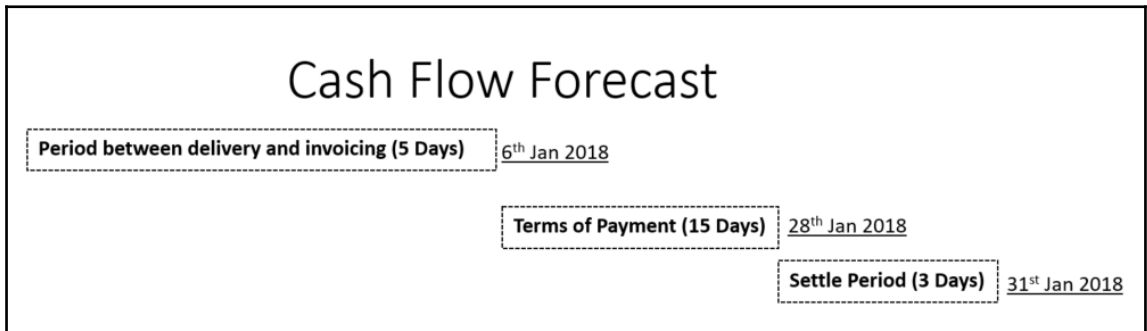 Cash Flow Forecast
Period between delivery and invoicing (5 Days) 6th Jan 2018
Terms of Payment (15 Days) 28th Jan 2018
Settle Period (3 Days) 31st Jan 2018